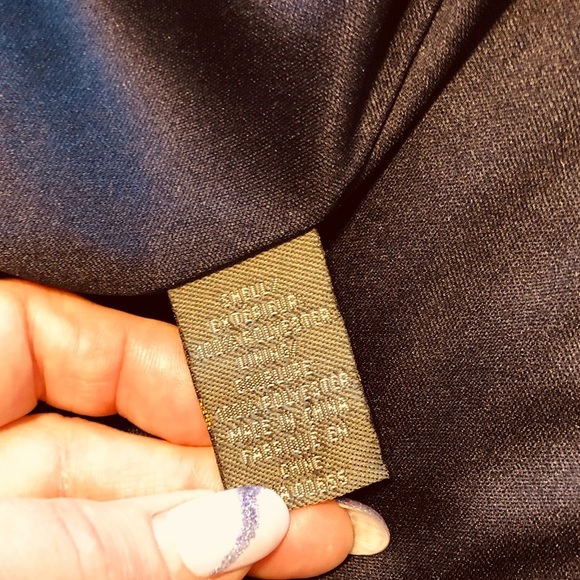 SHELL/
EXTERIEUR
100% POLYESTER
LINING/
DOUBLURE
100% POLYESTER
MADE IN CHINA
FABRIQUE EN
CHINE